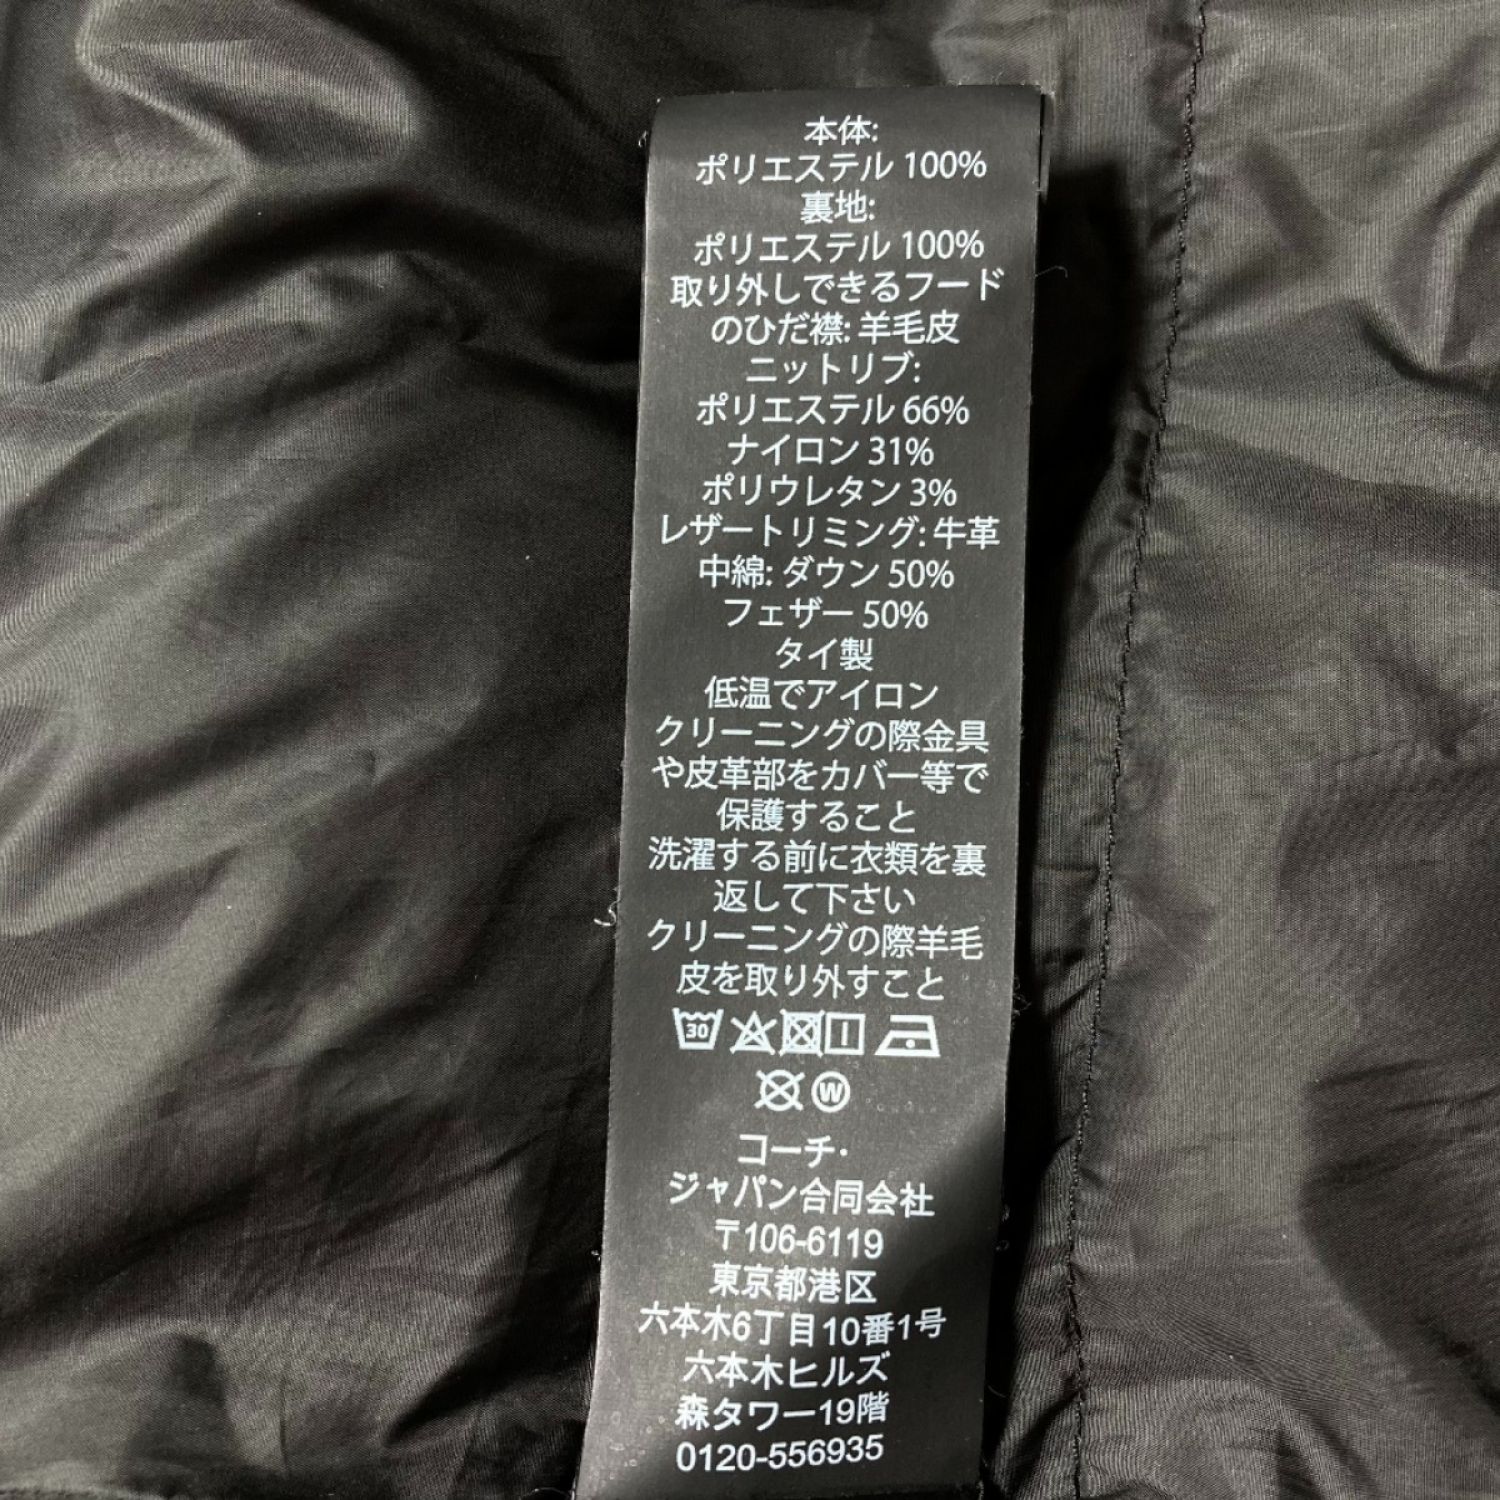 本体:
ポリエステル 100%
裏地:
ポリエステル 100%
取り外しできるフード
のひだ襟: 羊毛皮
ニットリブ:
ポリエステル 66%
ナイロン 31%
ポリウレタン 3%
レザートリミング: 牛革
中綿: ダウン 50%
フェザー 50%
タイ製
低温でアイロン
クリーニングの際金具
や皮革部をカバー等で
保護すること
洗濯する前に衣類を裏
返して下さい
クリーニングの際羊毛
皮を取り外すこと
30
W
コーチ・
ジャパン合同会社
〒106-6119
東京都港区
六本木6丁目10番1号
六本木ヒルズ
森タワー19階
0120-556935